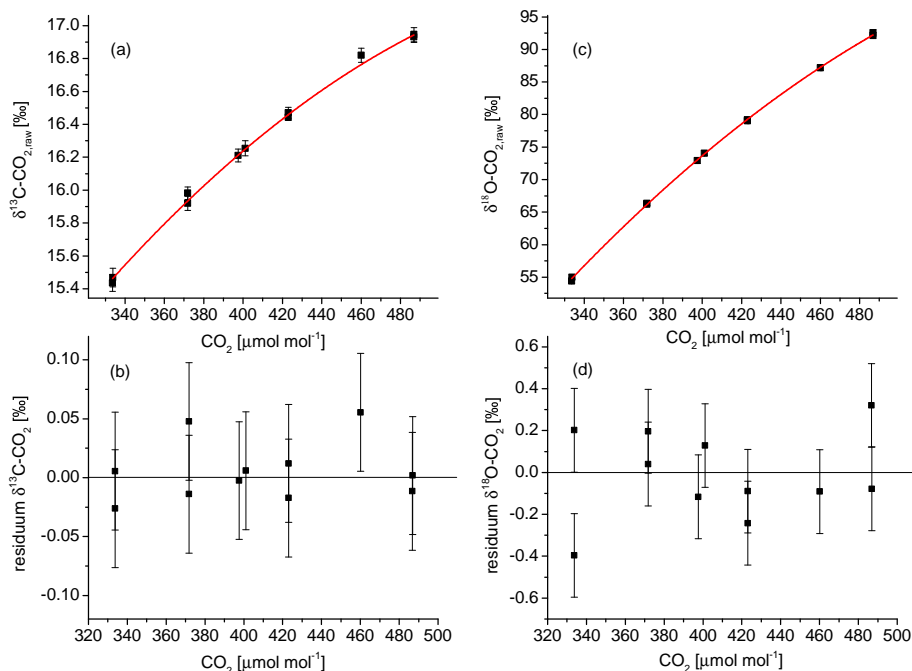 (a)
δ¹³C-CO₂,raw [‰]
17.0
16.8
16.4
16.2
16.0
15.6
15.4
340 360 380 400 420 440 460 480
CO₂ [µmol mol⁻¹]
(c)
δ¹⁸O-CO₂,raw [‰]
95
90
85
80
75
70
65
60
55
340 360 380 400 420 440 460 480
CO₂ [µmol mol⁻¹]
(b)
residuum δ¹³C-CO₂ [‰]
0.10
0.05
0.00
-0.05
-0.10
320 340 360 380 400 420 440 460 480 500
CO₂ [µmol mol⁻¹]
(d)
residuum δ¹⁸O-CO₂ [‰]
0.6
0.4
0.2
0.0
-0.2
-0.4
-0.6
320 340 360 380 400 420 440 460 480 500
CO₂ [µmol mol⁻¹]